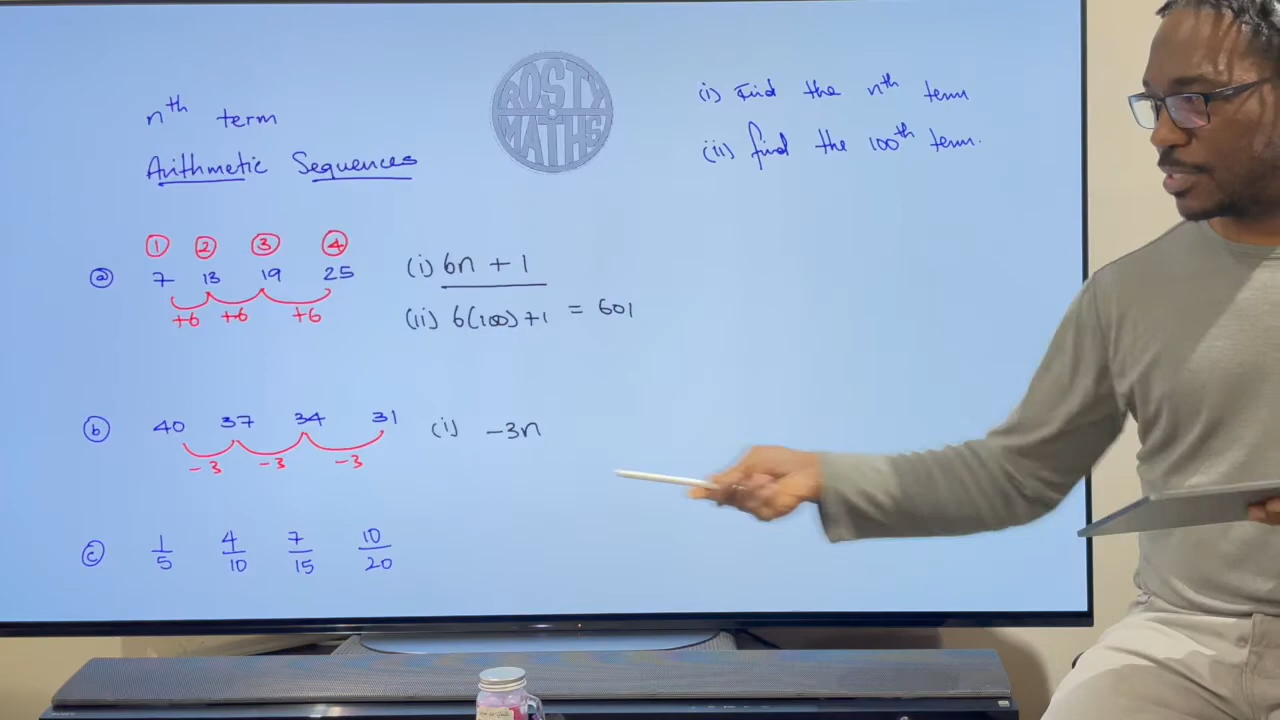 nth term
Arithmetic Sequences
ROSTY MATHS
(i) Find the nth term
(ii) find the 100th term.
① ② ③ ④
ⓐ 7 13 19 25 (i) 6n + 1
+6 +6 +6
(ii) 6(100)+1 = 601
ⓑ 40 37 34 31 (i) -3n
-3 -3 -3
ⓒ 1/5 4/10 7/15 10/20